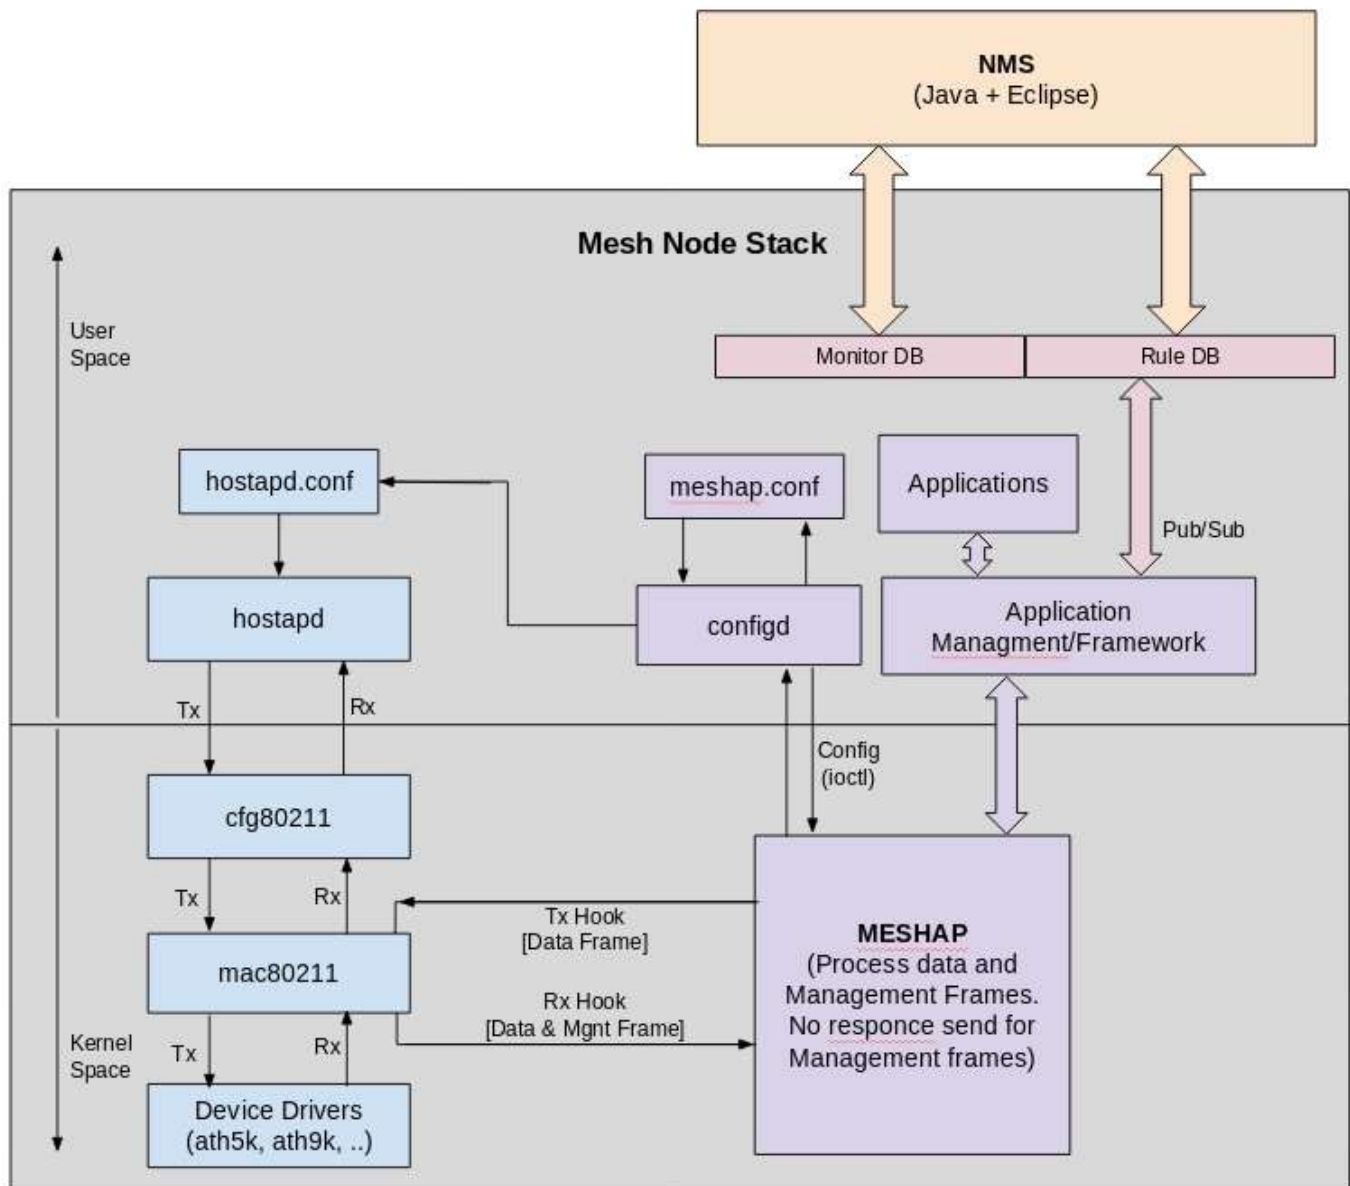 NMS
(Java + Eclipse)
Mesh Node Stack
User
Space
Monitor DB
Rule DB
hostapd.conf
meshap.conf
Applications
Pub/Sub
hostapd
configd
Application
Managment/Framework
Tx
Rx
Config
(ioctl)
cfg80211
Tx
Rx
Tx Hook
[Data Frame]
mac80211
MESHAP
(Process data and
Management Frames.
No responce send for
Management frames)
Rx Hook
[Data & Mgnt Frame]
Kernel
Space
Tx
Rx
Device Drivers
(ath5k, ath9k, ..)